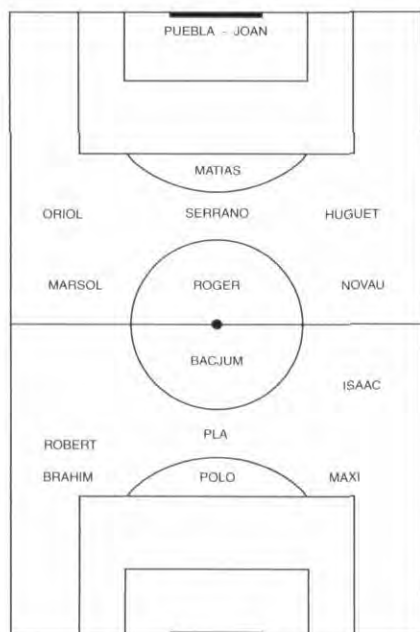 PUEBLA - JOAN
MATIAS
ORIOL SERRANO HUGUET
MARSOL ROGER NOVAU
BACJUM
ISAAC
PLA
ROBERT
BRAHIM POLO MAXI